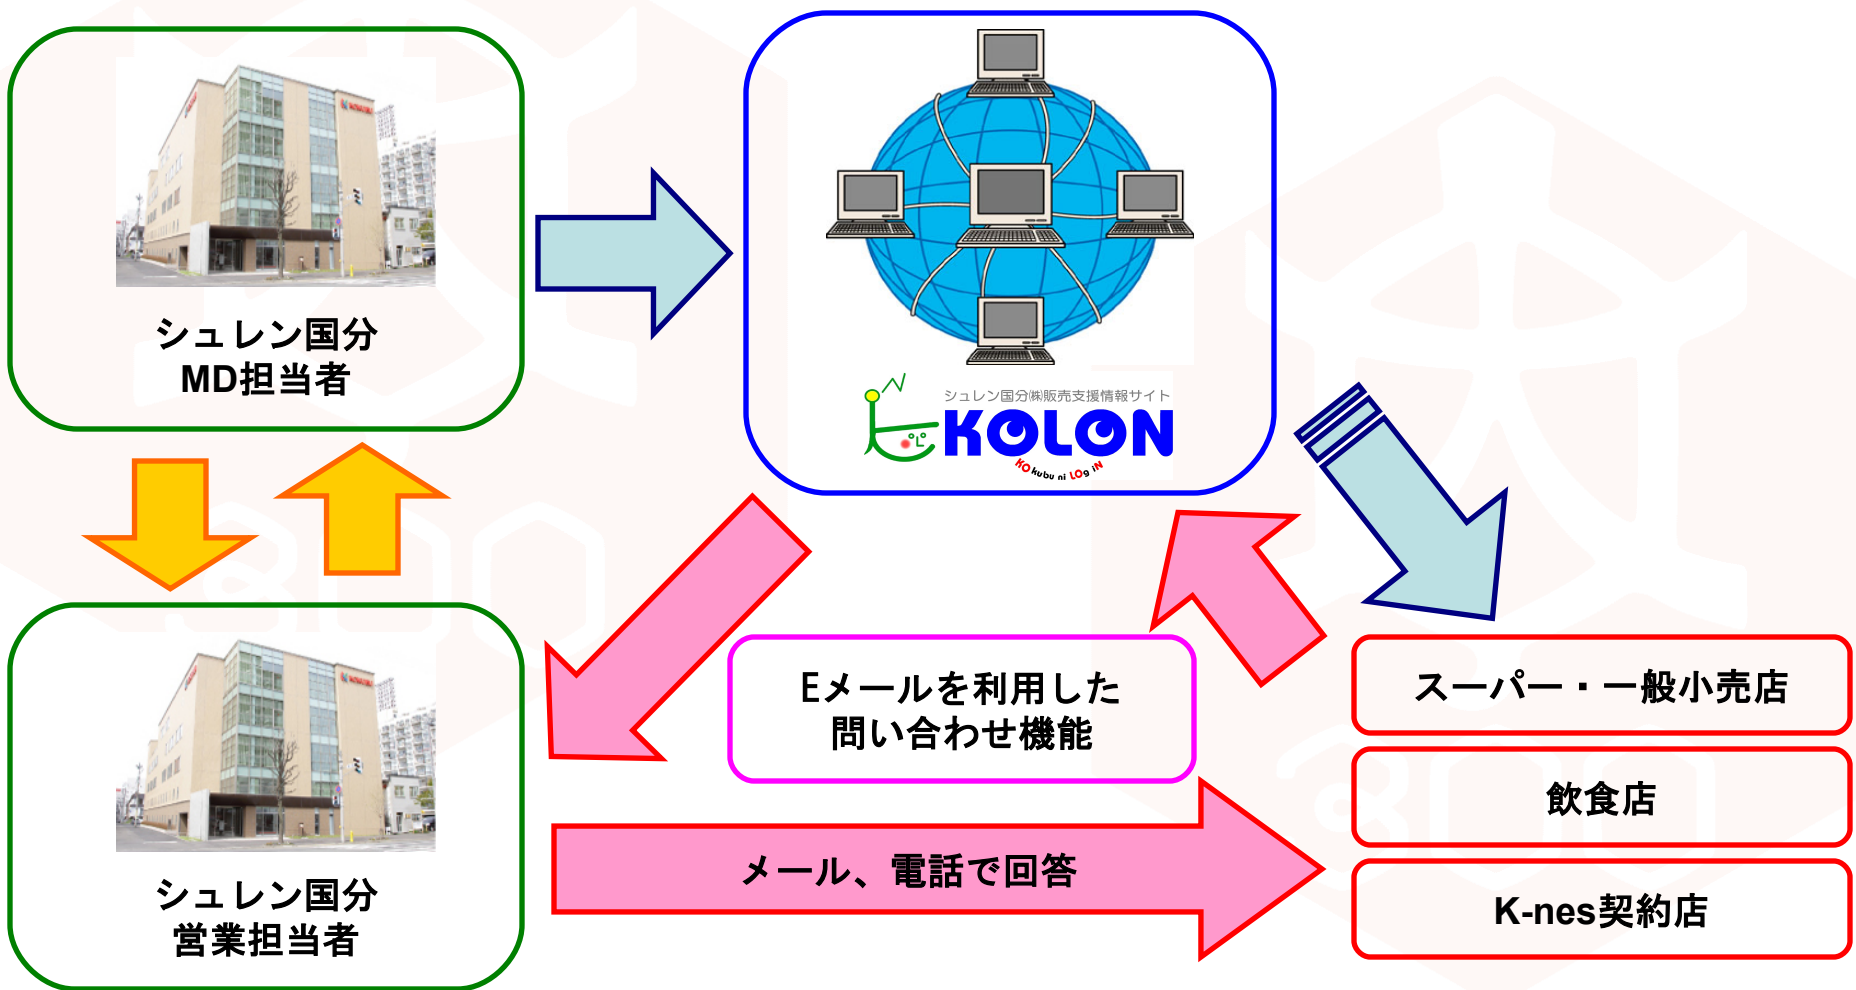 シュレン国分
MD担当者
シュレン国分㈱販売支援情報サイト
KOLON
KOkubu ni LOg iN
Eメールを利用した
問い合わせ機能
スーパー・一般小売店
飲食店
K-nes契約店
メール、電話で回答
シュレン国分
営業担当者